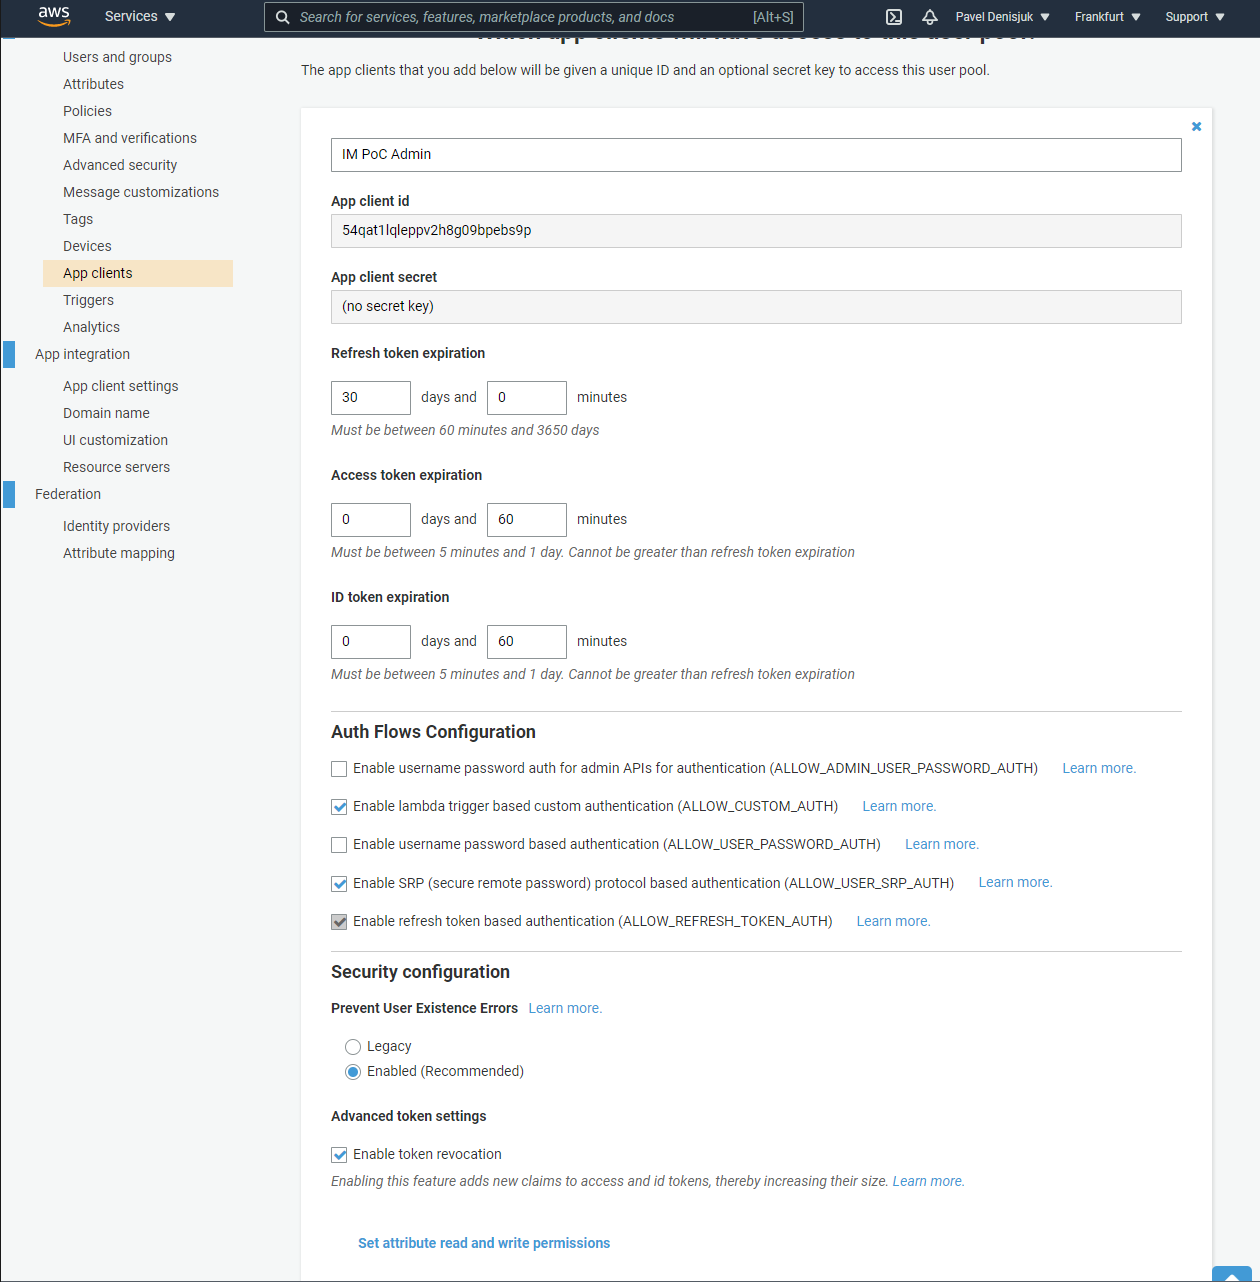 aws
Services
Search for services, features, marketplace products, and docs
[Alt+S]
Pavel Denisjuk
Frankfurt
Support
Users and groups
Attributes
Policies
MFA and verifications
Advanced security
Message customizations
Tags
Devices
App clients
Triggers
Analytics
App integration
App client settings
Domain name
UI customization
Resource servers
Federation
Identity providers
Attribute mapping
Which app clients will have access to this user pool?
The app clients that you add below will be given a unique ID and an optional secret key to access this user pool.
IM PoC Admin
App client id
54qat1lqleppv2h8g09bpebs9p
App client secret
(no secret key)
Refresh token expiration
30 days and 0 minutes
Must be between 60 minutes and 3650 days
Access token expiration
0 days and 60 minutes
Must be between 5 minutes and 1 day. Cannot be greater than refresh token expiration
ID token expiration
0 days and 60 minutes
Must be between 5 minutes and 1 day. Cannot be greater than refresh token expiration
Auth Flows Configuration
Enable username password auth for admin APIs for authentication (ALLOW_ADMIN_USER_PASSWORD_AUTH) Learn more.
Enable lambda trigger based custom authentication (ALLOW_CUSTOM_AUTH) Learn more.
Enable username password based authentication (ALLOW_USER_PASSWORD_AUTH) Learn more.
Enable SRP (secure remote password) protocol based authentication (ALLOW_USER_SRP_AUTH) Learn more.
Enable refresh token based authentication (ALLOW_REFRESH_TOKEN_AUTH) Learn more.
Security configuration
Prevent User Existence Errors Learn more.
Legacy
Enabled (Recommended)
Advanced token settings
Enable token revocation
Enabling this feature adds new claims to access and id tokens, thereby increasing their size. Learn more.
Set attribute read and write permissions